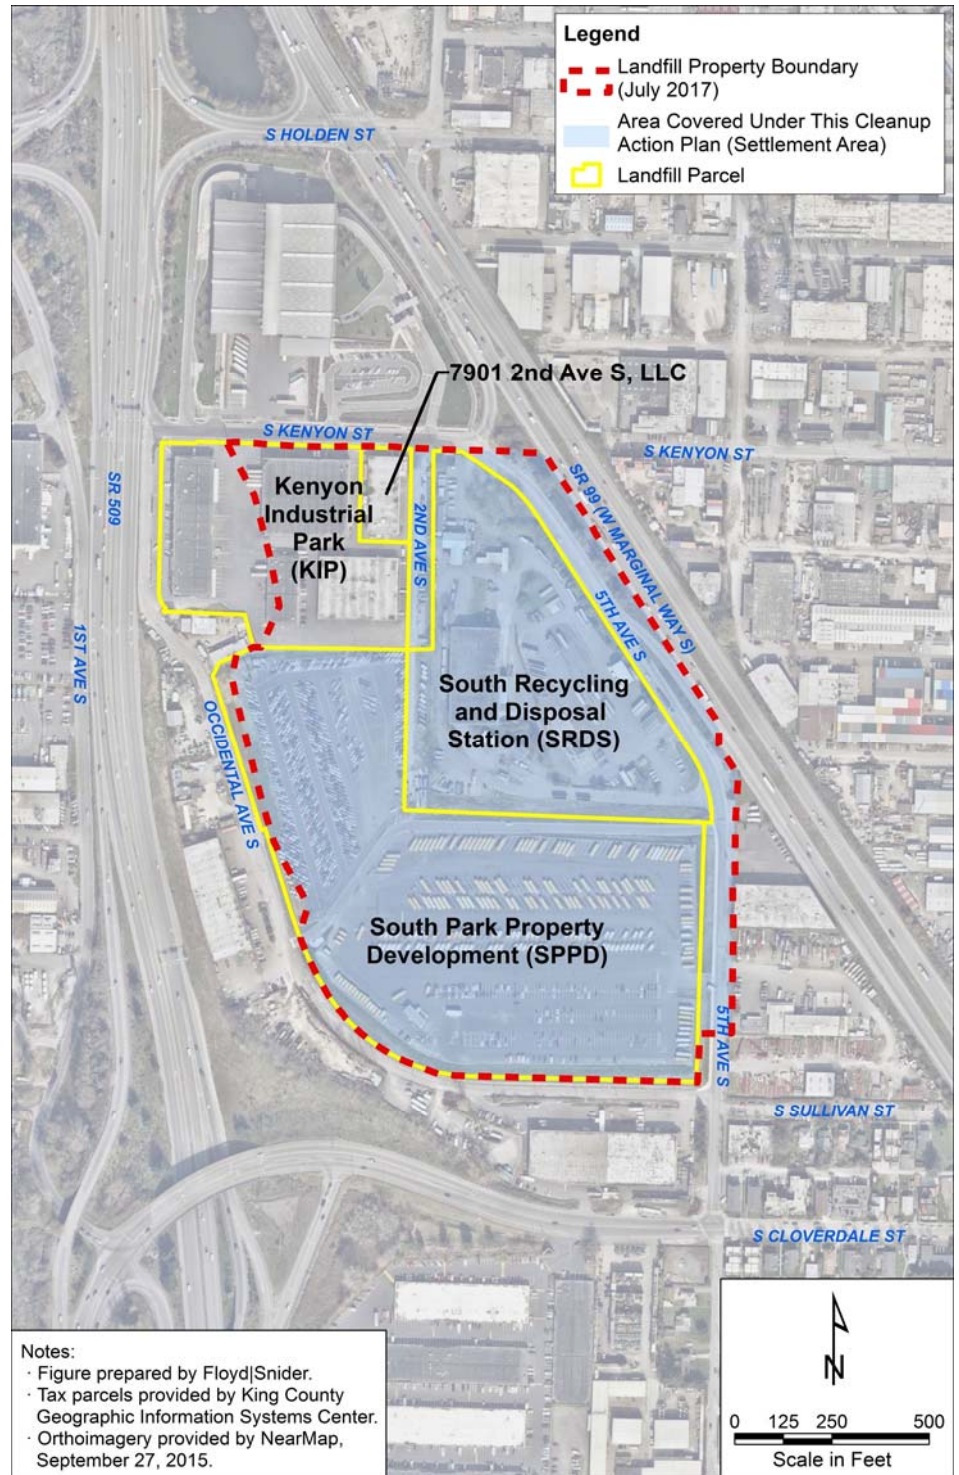 Legend
Landfill Property Boundary
(July 2017)
Area Covered Under This Cleanup
Action Plan (Settlement Area)
Landfill Parcel
S HOLDEN ST
7901 2nd Ave S, LLC
S KENYON ST
S KENYON ST
SR 509
Kenyon
Industrial
Park
(KIP)
2ND AVE S
SR 99 (W MARGINAL WAY S)
5TH AVE S
1ST AVE S
OCCIDENTAL AVE S
South Recycling
and Disposal
Station (SRDS)
South Park Property
Development (SPPD)
5TH AVE S
S SULLIVAN ST
S CLOVERDALE ST
Notes:
· Figure prepared by Floyd|Snider.
· Tax parcels provided by King County
Geographic Information Systems Center.
· Orthoimagery provided by NearMap,
September 27, 2015.
N
0 125 250 500
Scale in Feet